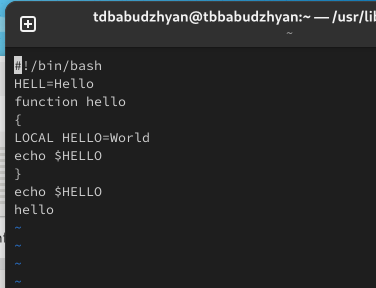 tdbabudzhyan@tbbabudzhyan:~ — /usr/lib
~
#!/bin/bash
HELL=Hello
function hello
{
LOCAL HELLO=World
echo $HELLO
}
echo $HELLO
hello
~
~
~
~